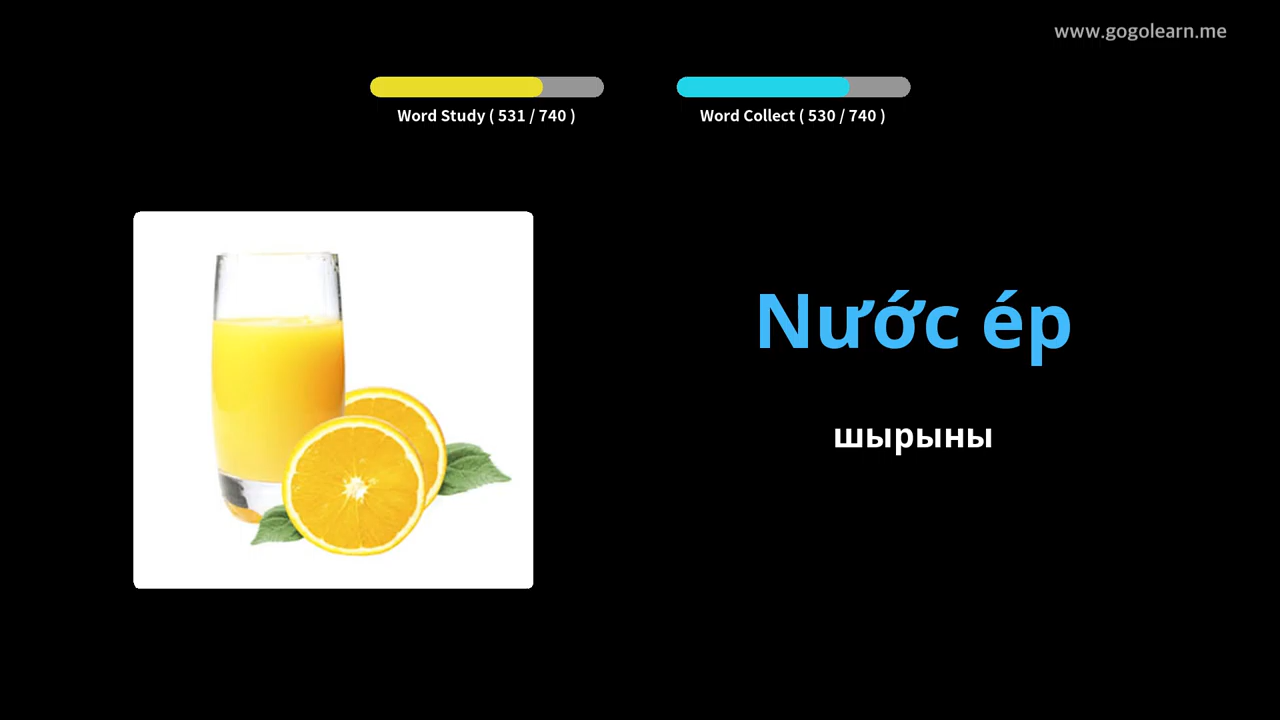 www.gogolearn.me
Word Study ( 531 / 740 )
Word Collect ( 530 / 740 )
Nước ép
шырыны